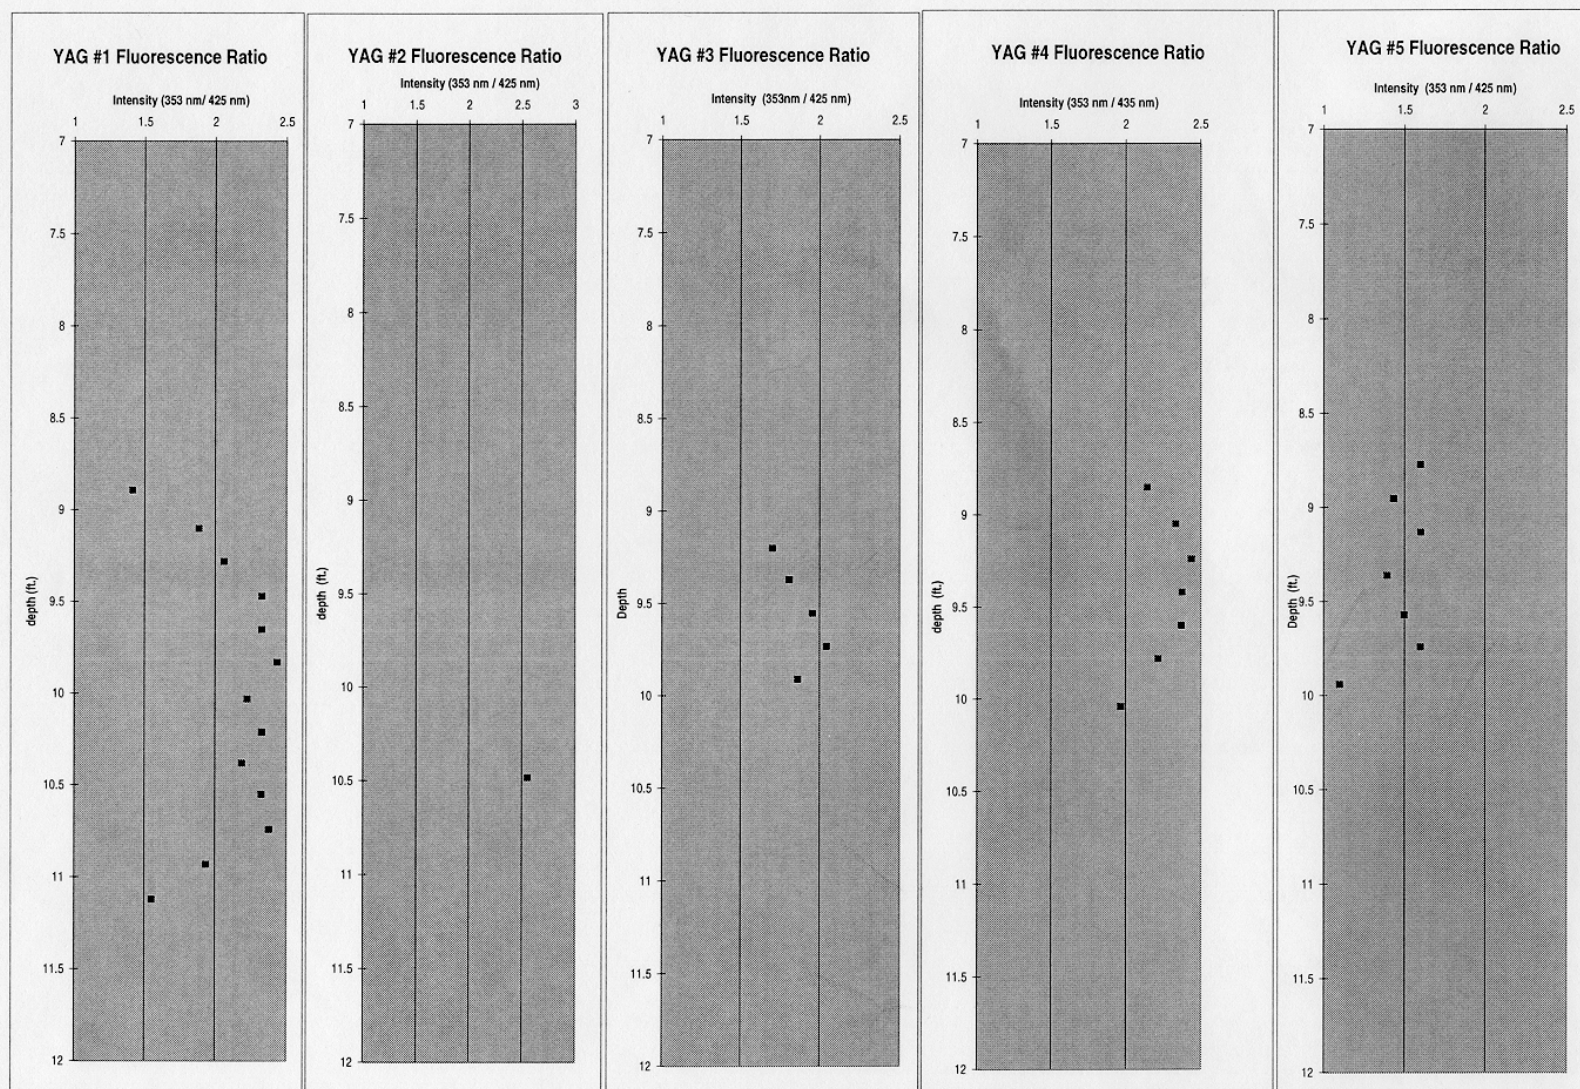 YAG #1 Fluorescence Ratio
Intensity (353 nm/ 425 nm)
1 1.5 2 2.5
7
7.5
8
8.5
9
9.5
10
10.5
11
11.5
12
depth (ft.)
YAG #2 Fluorescence Ratio
Intensity (353 nm / 425 nm)
1 1.5 2 2.5 3
7
7.5
8
8.5
9
9.5
10
10.5
11
11.5
12
depth (ft.)
YAG #3 Fluorescence Ratio
Intensity (353nm / 425 nm)
1 1.5 2 2.5
7
7.5
8
8.5
9
9.5
10
10.5
11
11.5
12
Depth
YAG #4 Fluorescence Ratio
Intensity (353 nm / 435 nm)
1 1.5 2 2.5
7
7.5
8
8.5
9
9.5
10
10.5
11
11.5
12
depth (ft.)
YAG #5 Fluorescence Ratio
Intensity (353 nm / 425 nm)
1 1.5 2 2.5
7
7.5
8
8.5
9
9.5
10
10.5
11
11.5
12
Depth (ft.)